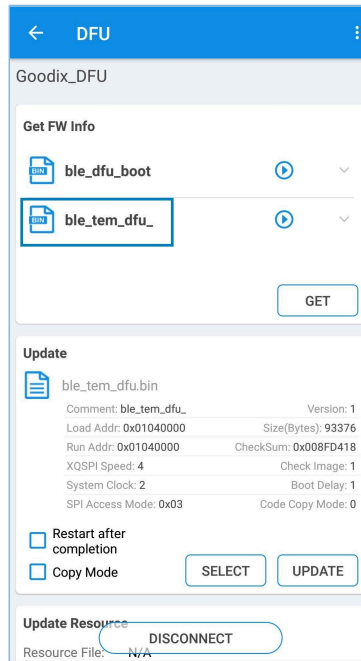 DFU
Goodix_DFU
Get FW Info
BIN ble_dfu_boot
BIN ble_tem_dfu_
GET
Update
ble_tem_dfu.bin
Comment: ble_tem_dfu_ Version: 1
Load Addr: 0x01040000 Size(Bytes): 93376
Run Addr: 0x01040000 CheckSum: 0x008FD418
XQSPI Speed: 4 Check Image: 1
System Clock: 2 Boot Delay: 1
SPI Access Mode: 0x03 Code Copy Mode: 0
Restart after
completion
Copy Mode SELECT UPDATE
Update Resource
DISCONNECT
Resource File: N/A